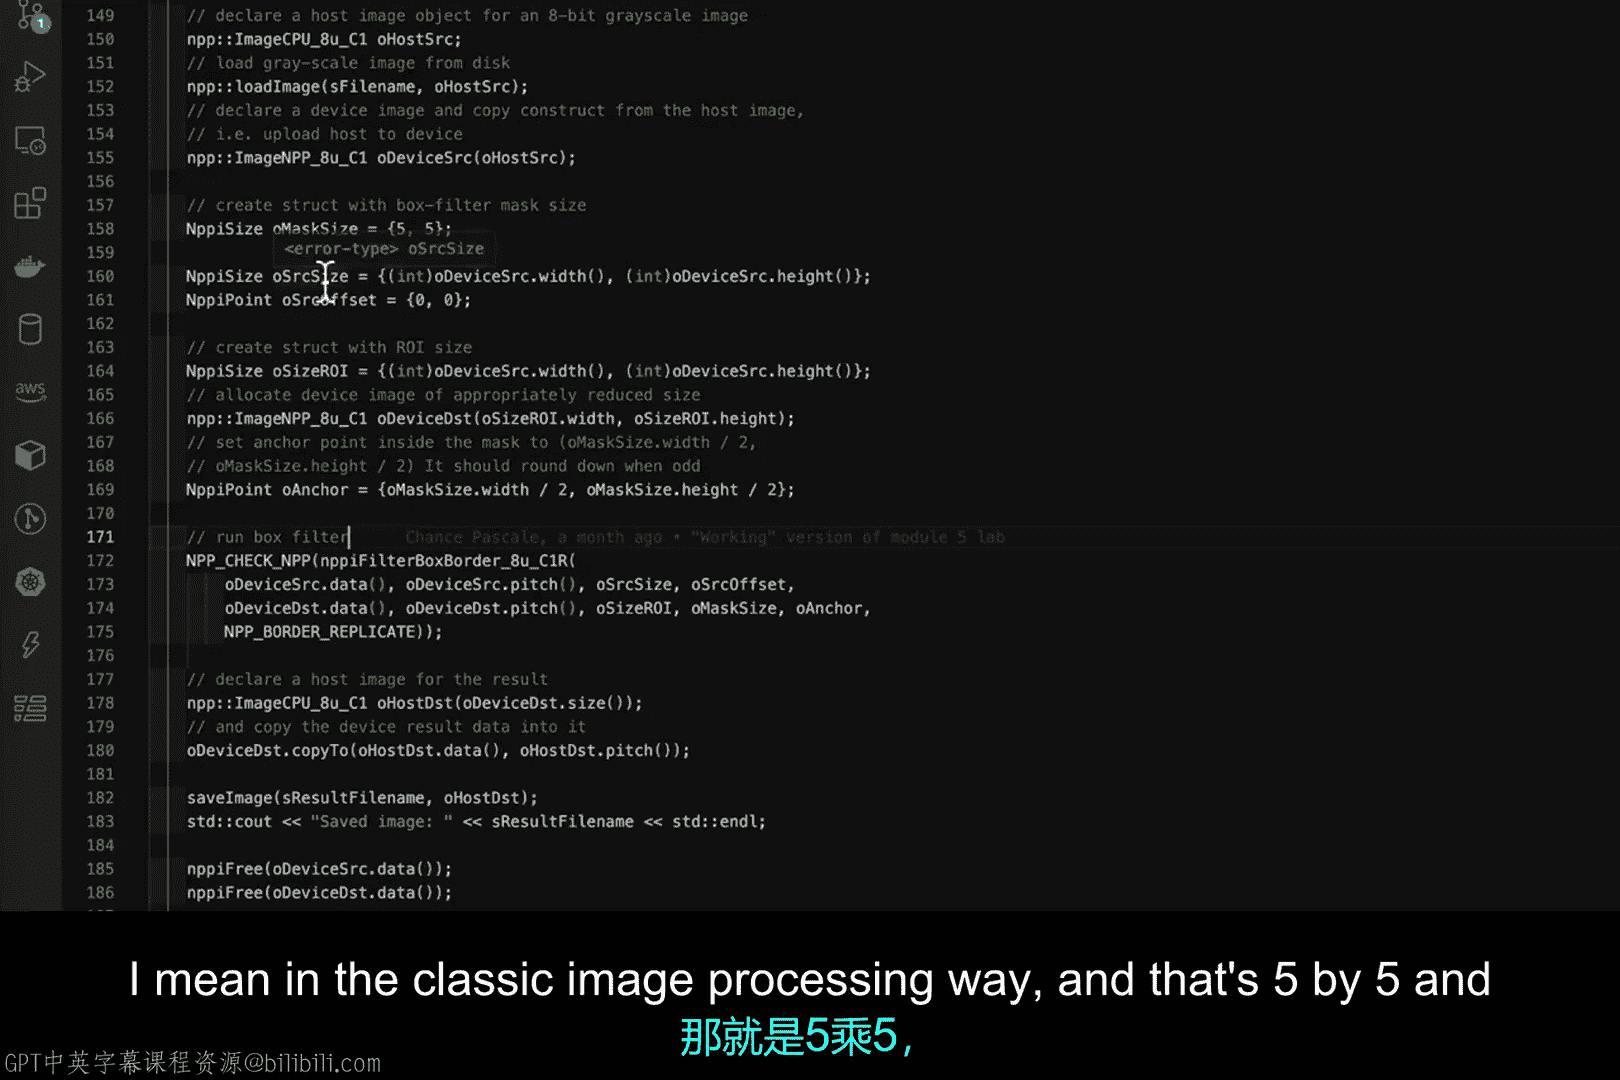 149 // declare a host image object for an 8-bit grayscale image
150 npp::ImageCPU_8u_C1 oHostSrc;
151 // load gray-scale image from disk
152 npp::loadImage(sFilename, oHostSrc);
153 // declare a device image and copy construct from the host image,
154 // i.e. upload host to device
155 npp::ImageNPP_8u_C1 oDeviceSrc(oHostSrc);
156
157 // create struct with box-filter mask size
158 NppiSize oMaskSize = {5, 5};
<error-type> oSrcSize
159
160 NppiSize oSrcSize = {(int)oDeviceSrc.width(), (int)oDeviceSrc.height()};
161 NppiPoint oSrcOffset = {0, 0};
162
163 // create struct with ROI size
164 NppiSize oSizeROI = {(int)oDeviceSrc.width(), (int)oDeviceSrc.height()};
165 // allocate device image of appropriately reduced size
166 npp::ImageNPP_8u_C1 oDeviceDst(oSizeROI.width, oSizeROI.height);
167 // set anchor point inside the mask to (oMaskSize.width / 2,
168 // oMaskSize.height / 2) It should round down when odd
169 NppiPoint oAnchor = {oMaskSize.width / 2, oMaskSize.height / 2};
170
171 // run box filter Chance Pascale, a month ago • "Working" version of module 5 lab
172 NPP_CHECK_NPP(nppiFilterBoxBorder_8u_C1R(
173 oDeviceSrc.data(), oDeviceSrc.pitch(), oSrcSize, oSrcOffset,
174 oDeviceDst.data(), oDeviceDst.pitch(), oSizeROI, oMaskSize, oAnchor,
175 NPP_BORDER_REPLICATE));
176
177 // declare a host image for the result
178 npp::ImageCPU_8u_C1 oHostDst(oDeviceDst.size());
179 // and copy the device result data into it
180 oDeviceDst.copyTo(oHostDst.data(), oHostDst.pitch());
181
182 saveImage(sResultFilename, oHostDst);
183 std::cout << "Saved image: " << sResultFilename << std::endl;
184
185 nppiFree(oDeviceSrc.data());
186 nppiFree(oDeviceDst.data());
1
aws
I mean in the classic image processing way, and that's 5 by 5 and
那就是5乘5，
GPT中英字幕课程资源@bilibili.com